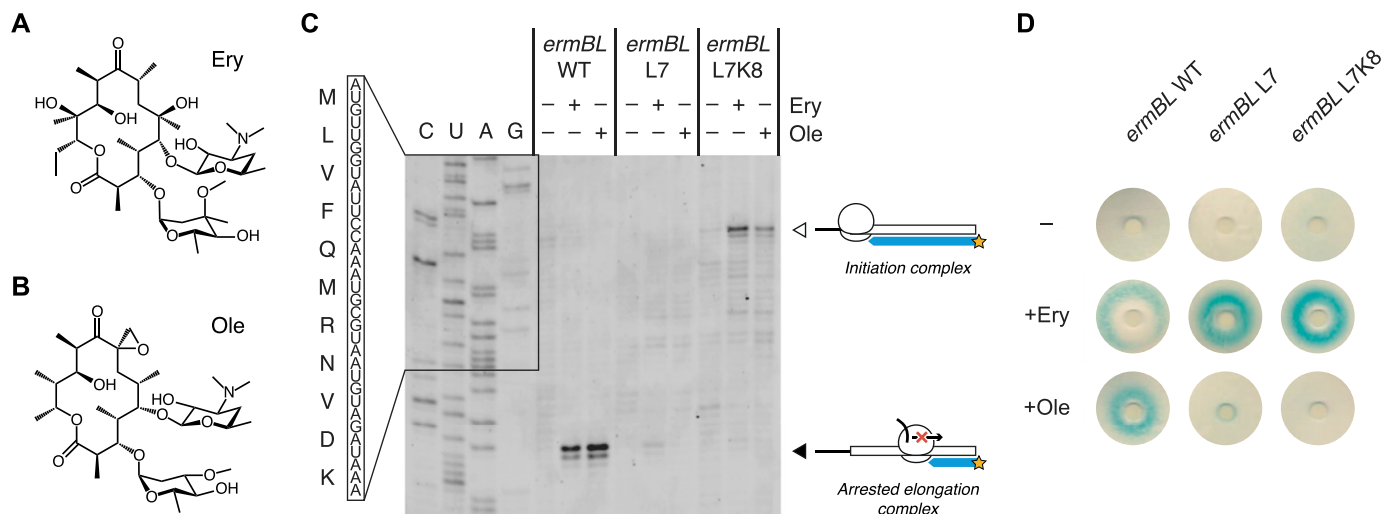 A
O
Ery
HO
OH
OH
HO
N
O
O
O
O
O
O
O
OH
B
O
Ole
O
OH
HO
N
O
O
O
O
O
O
O
OH
C
M
L
V
F
Q
M
R
N
V
D
K
AUGUUGGUAUUCCAAAUGCGUAAUGUAGAUAAA
C U A G
ermBL WT
ermBL L7
ermBL L7K8
– + – – + – – + – Ery
– – + – – + – – + Ole
Initiation complex
Arrested elongation
complex
D
ermBL WT
ermBL L7
ermBL L7K8
–
+Ery
+Ole